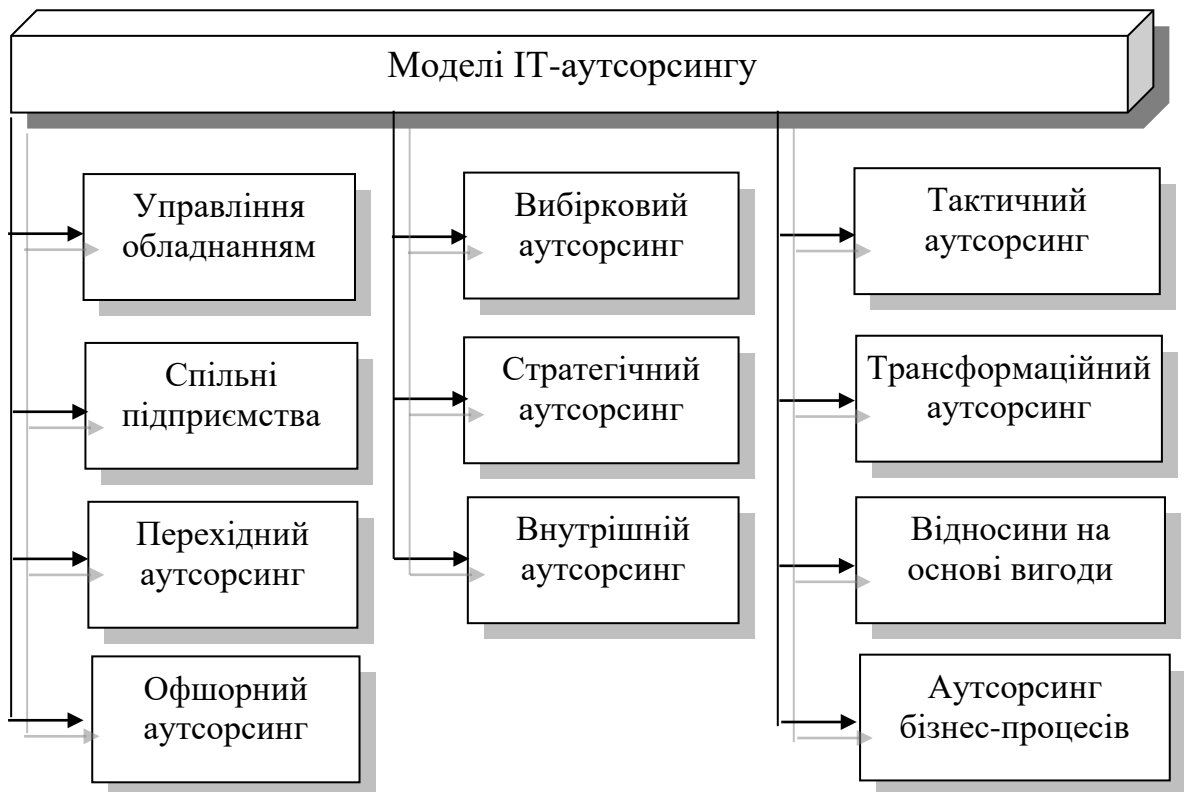 Моделі ІТ-аутсорсингу
Управління
обладнанням
Спільні
підприємства
Перехідний
аутсорсинг
Офшорний
аутсорсинг
Вибірковий
аутсорсинг
Стратегічний
аутсорсинг
Внутрішній
аутсорсинг
Тактичний
аутсорсинг
Трансформаційний
аутсорсинг
Відносини на
основі вигоди
Аутсорсинг
бізнес-процесів